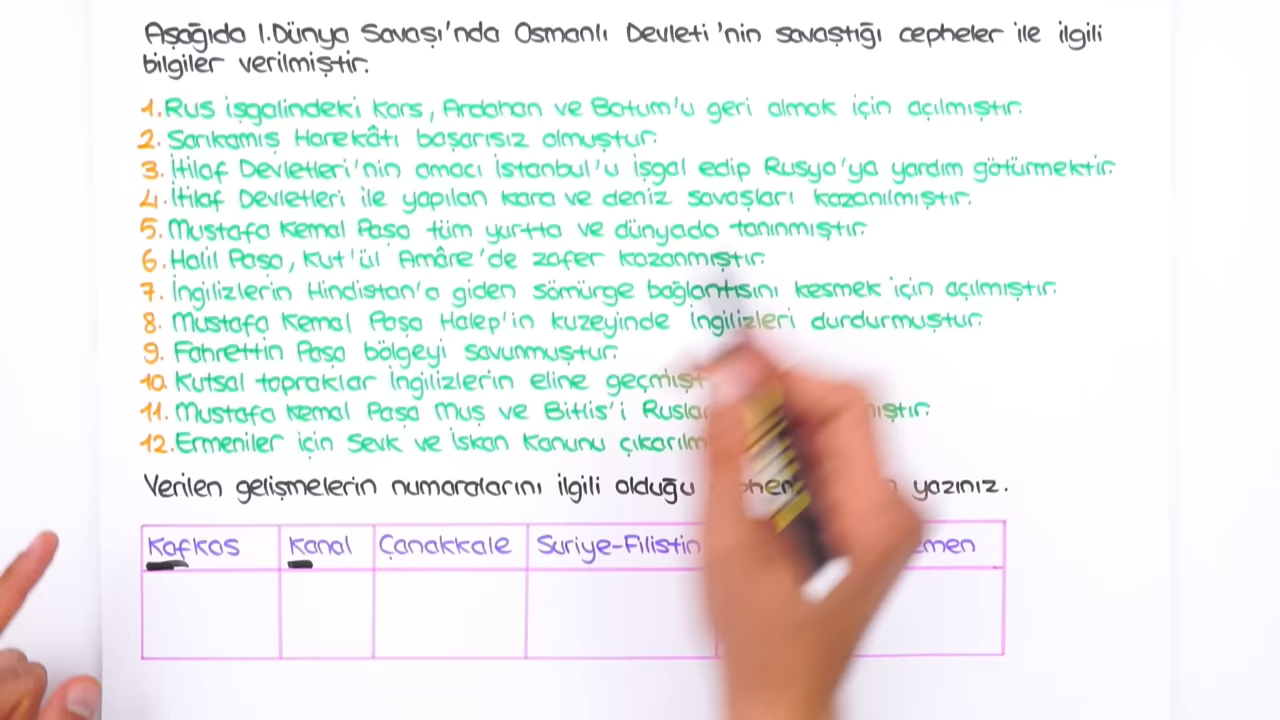 Aşağıda I.Dünya Savaşı'nda Osmanlı Devleti'nin savaştığı cepheler ile ilgili
bilgiler verilmiştir.
1. Rus işgalindeki Kars, Ardahan ve Batum'u geri almak için açılmıştır.
2. Sarıkamış Harekâtı başarısız olmuştur.
3. İtilaf Devletleri'nin amacı İstanbul'u işgal edip Rusya'ya yardım götürmektir.
4. İtilaf Devletleri ile yapılan kara ve deniz savaşları kazanılmıştır.
5. Mustafa Kemal Paşa tüm yurtta ve dünyada tanınmıştır.
6. Halil Paşa, Kut'ül Amâre'de zafer kazanmıştır.
7. İngilizlerin Hindistan'a giden sömürge bağlantısını kesmek için açılmıştır.
8. Mustafa Kemal Paşa Halep'in kuzeyinde İngilizleri durdurmuştur.
9. Fahrettin Paşa bölgeyi savunmuştur.
10. Kutsal topraklar İngilizlerin eline
11. Mustafa Kemal Paşa Muş ve Bitlis'i
12. Ermeniler için Sevk ve İskan Kanunu
Verilen gelişmelerin numaralarını ilgili olduğu yazınız.
Kafkas Kanal Çanakkale Suriye-Filistin